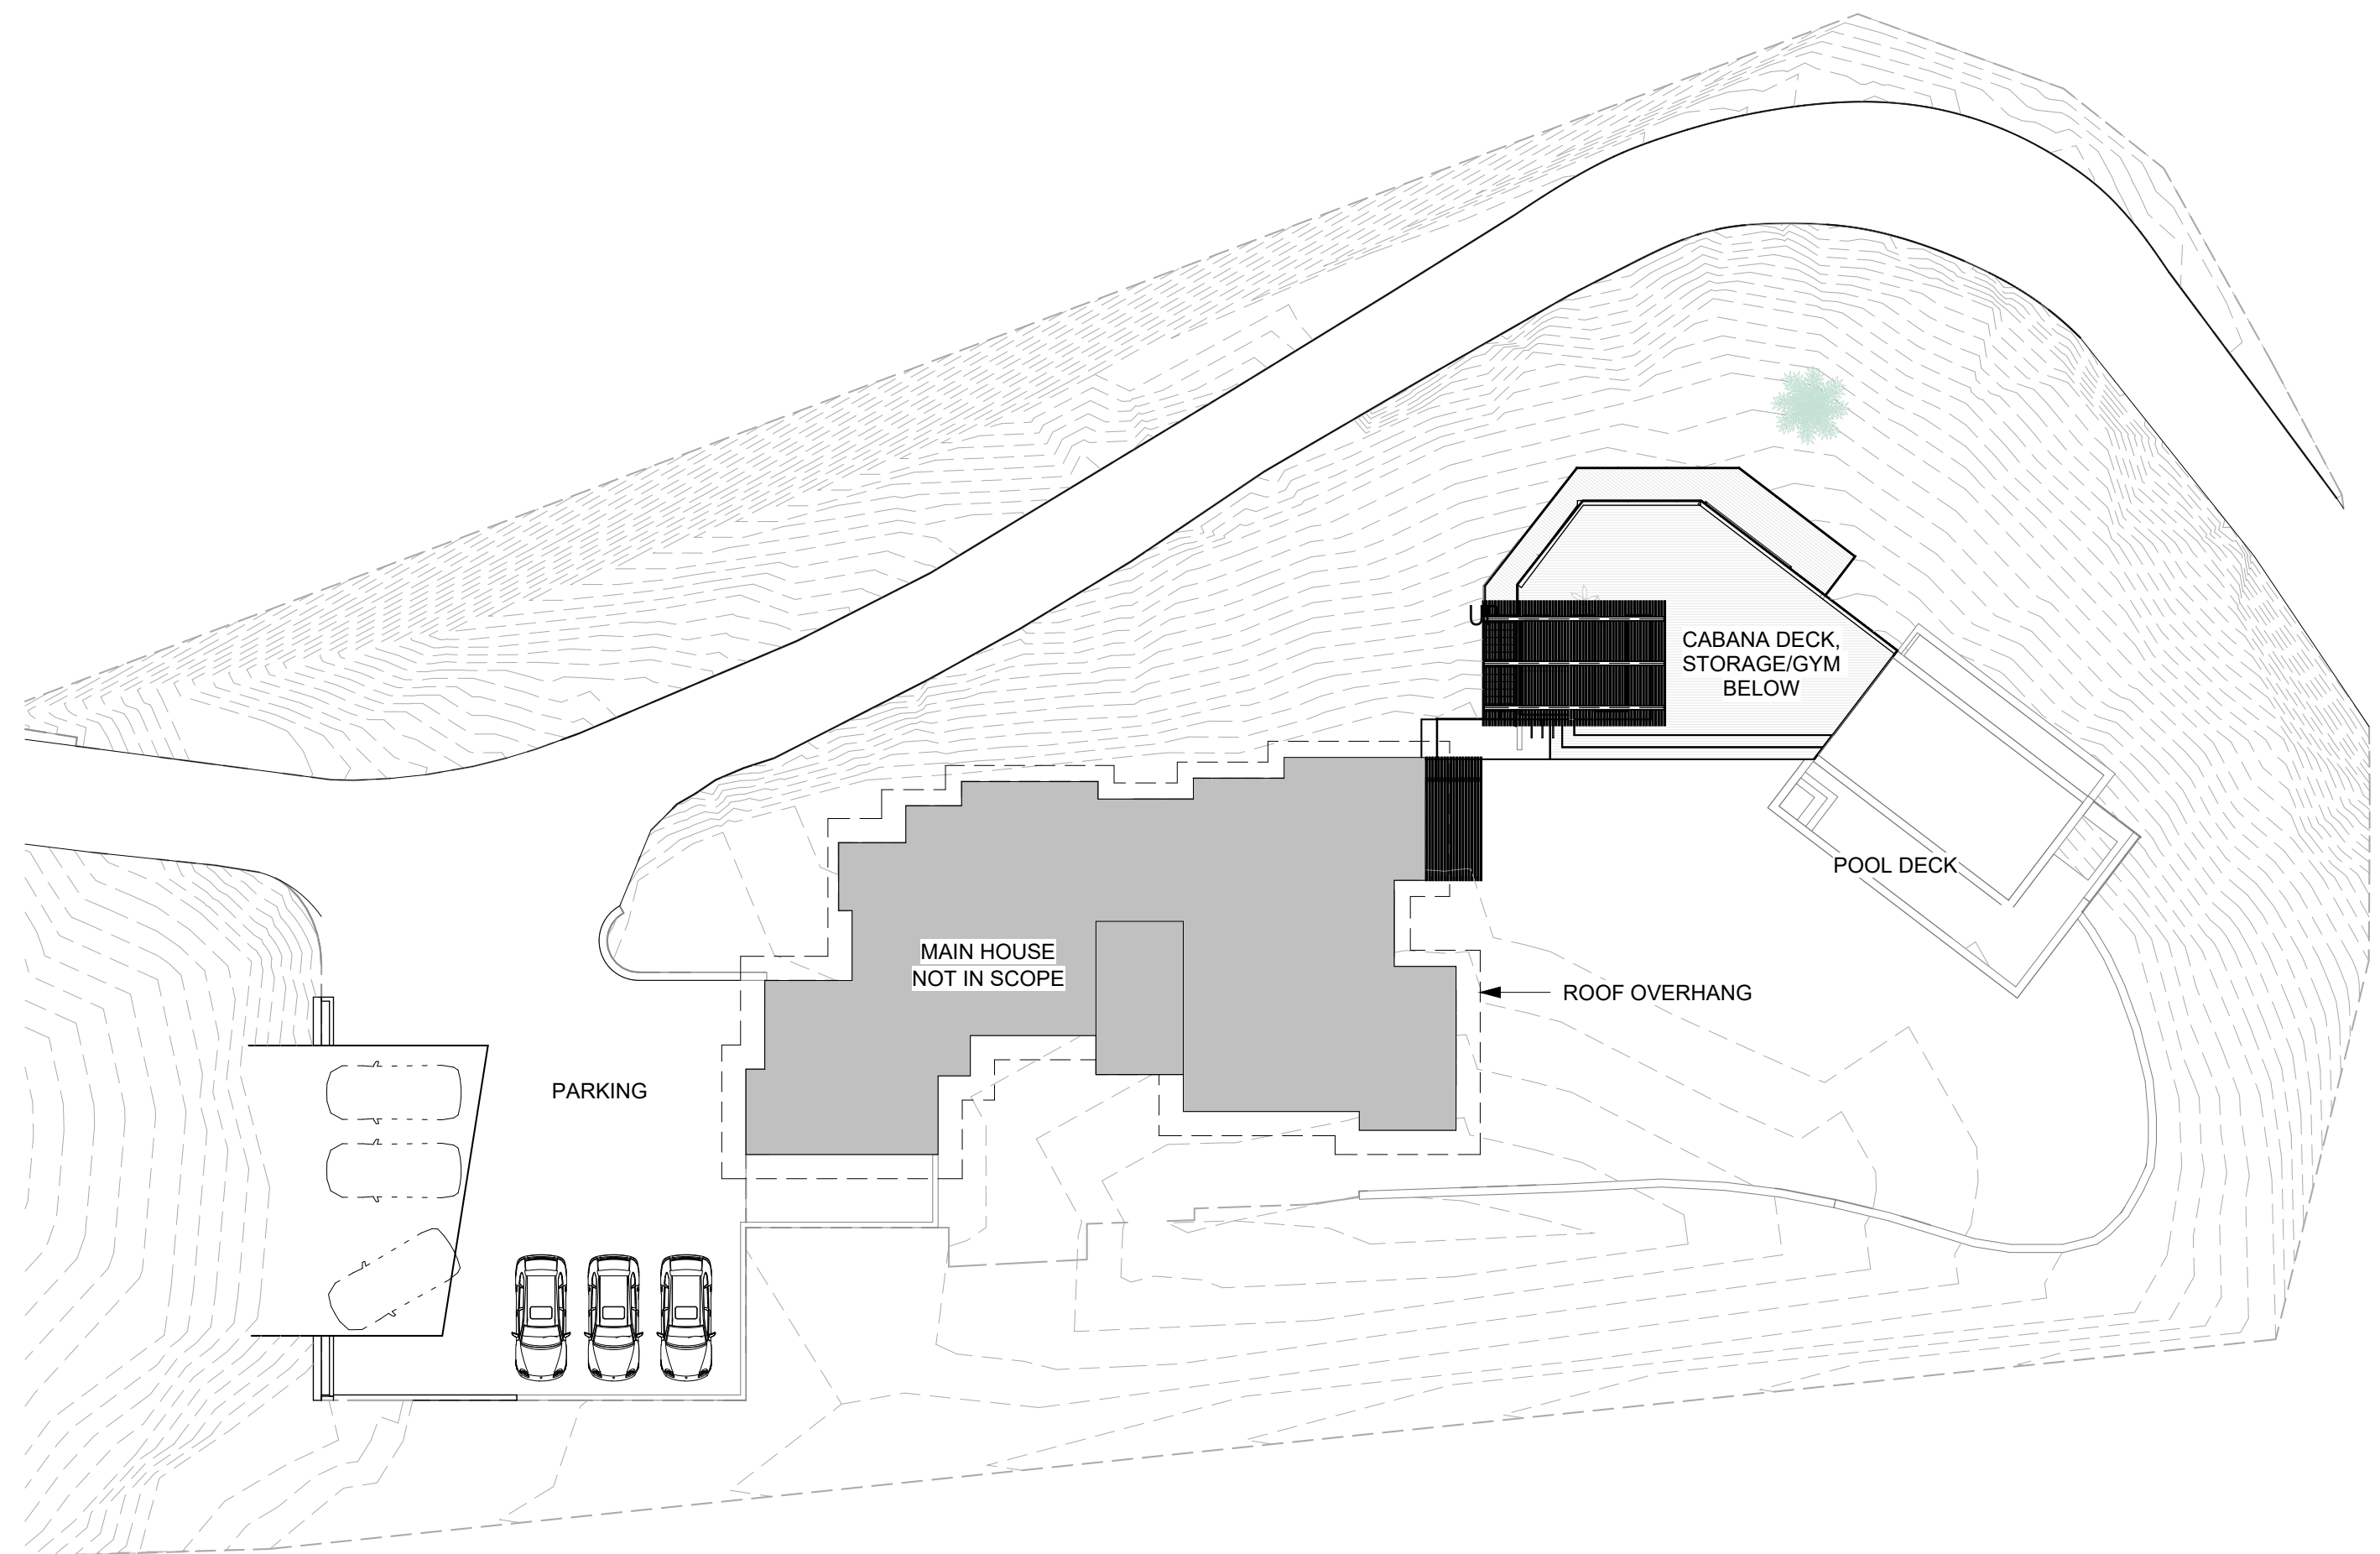 UP
CABANA DECK,
STORAGE/GYM
BELOW
POOL DECK
MAIN HOUSE
NOT IN SCOPE
ROOF OVERHANG
PARKING